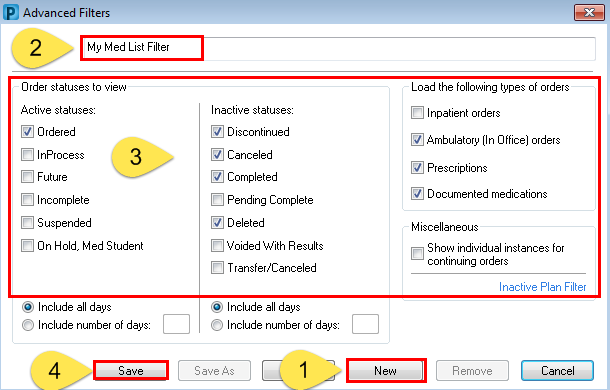 P Advanced Filters
2 My Med List Filter
Order statuses to view
Active statuses:
Ordered
InProcess
Future
Incomplete
Suspended
On Hold, Med Student
Include all days
Include number of days:
3
Inactive statuses:
Discontinued
Canceled
Completed
Pending Complete
Deleted
Voided With Results
Transfer/Canceled
Include all days
Include number of days:
Load the following types of orders
Inpatient orders
Ambulatory (In Office) orders
Prescriptions
Documented medications
Miscellaneous
Show individual instances for
continuing orders
Inactive Plan Filter
4 Save Save As 1 New Remove Cancel